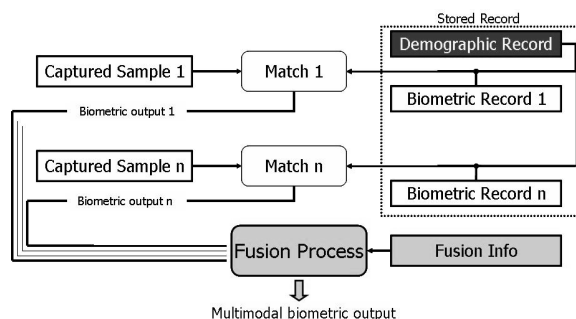 Stored Record
Demographic Record
Captured Sample 1
Match 1
Biometric Record 1
Biometric output 1
Captured Sample n
Match n
Biometric Record n
Biometric output n
Fusion Process
Fusion Info
Multimodal biometric output